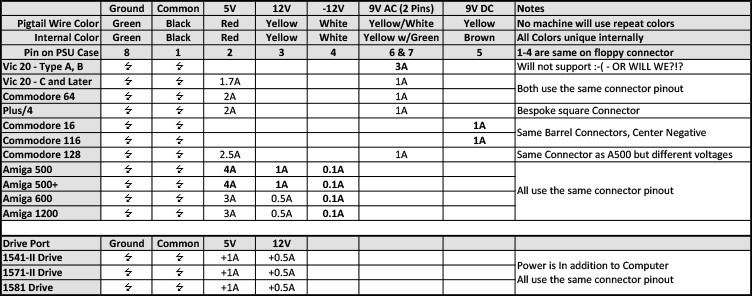 Ground Common 5V 12V -12V 9V AC (2 Pins) 9V DC Notes
Pigtail Wire Color Green Black Red Yellow White Yellow/White Yellow No machine will use repeat colors
Internal Color Green Black Red Yellow White Yellow w/Green Brown All Colors unique internally
Pin on PSU Case 8 1 2 3 4 6 & 7 5 1-4 are same on floppy connector
Vic 20 - Type A, B ⍀ ⍀ 3A Will not support :-( - OR WILL WE?!?
Vic 20 - C and Later 1.7A 1A
Both use the same connector pinout
Commodore 64 2A 1A
Plus/4 2A 1A Bespoke square Connector
Commodore 16 1A
Same Barrel Connectors, Center Negative
Commodore 116 1A
Commodore 128 2.5A 1A Same Connector as A500 but different voltages
Amiga 500 4A 1A 0.1A
Amiga 500+ 4A 1A 0.1A
All use the same connector pinout
Amiga 600 3A 0.5A 0.1A
Amiga 1200 3A 0.5A 0.1A
Drive Port Ground Common 5V 12V
1541-II Drive +1A +0.5A
Power is In addition to Computer
1571-II Drive +1A +0.5A
All use the same connector pinout
1581 Drive +1A +0.5A